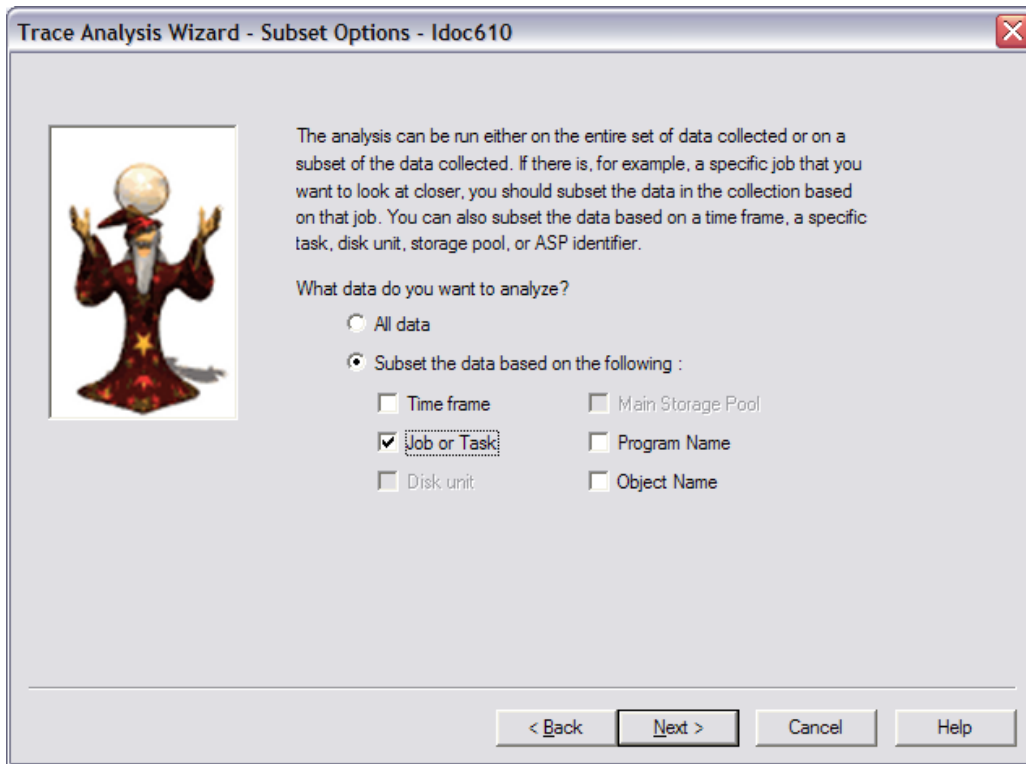 Trace Analysis Wizard - Subset Options - Idoc610
The analysis can be run either on the entire set of data collected or on a
subset of the data collected. If there is, for example, a specific job that you
want to look at closer, you should subset the data in the collection based
on that job. You can also subset the data based on a time frame, a specific
task, disk unit, storage pool, or ASP identifier.
What data do you want to analyze?
All data
Subset the data based on the following :
Time frame
Main Storage Pool
Job or Task
Program Name
Disk unit
Object Name
< Back
Next >
Cancel
Help